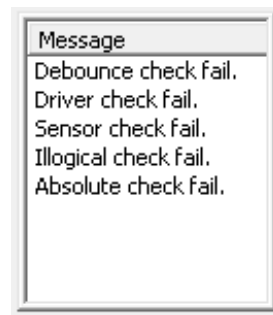 Message
Debounce check fail.
Driver check fail.
Sensor check fail.
Illogical check fail.
Absolute check fail.